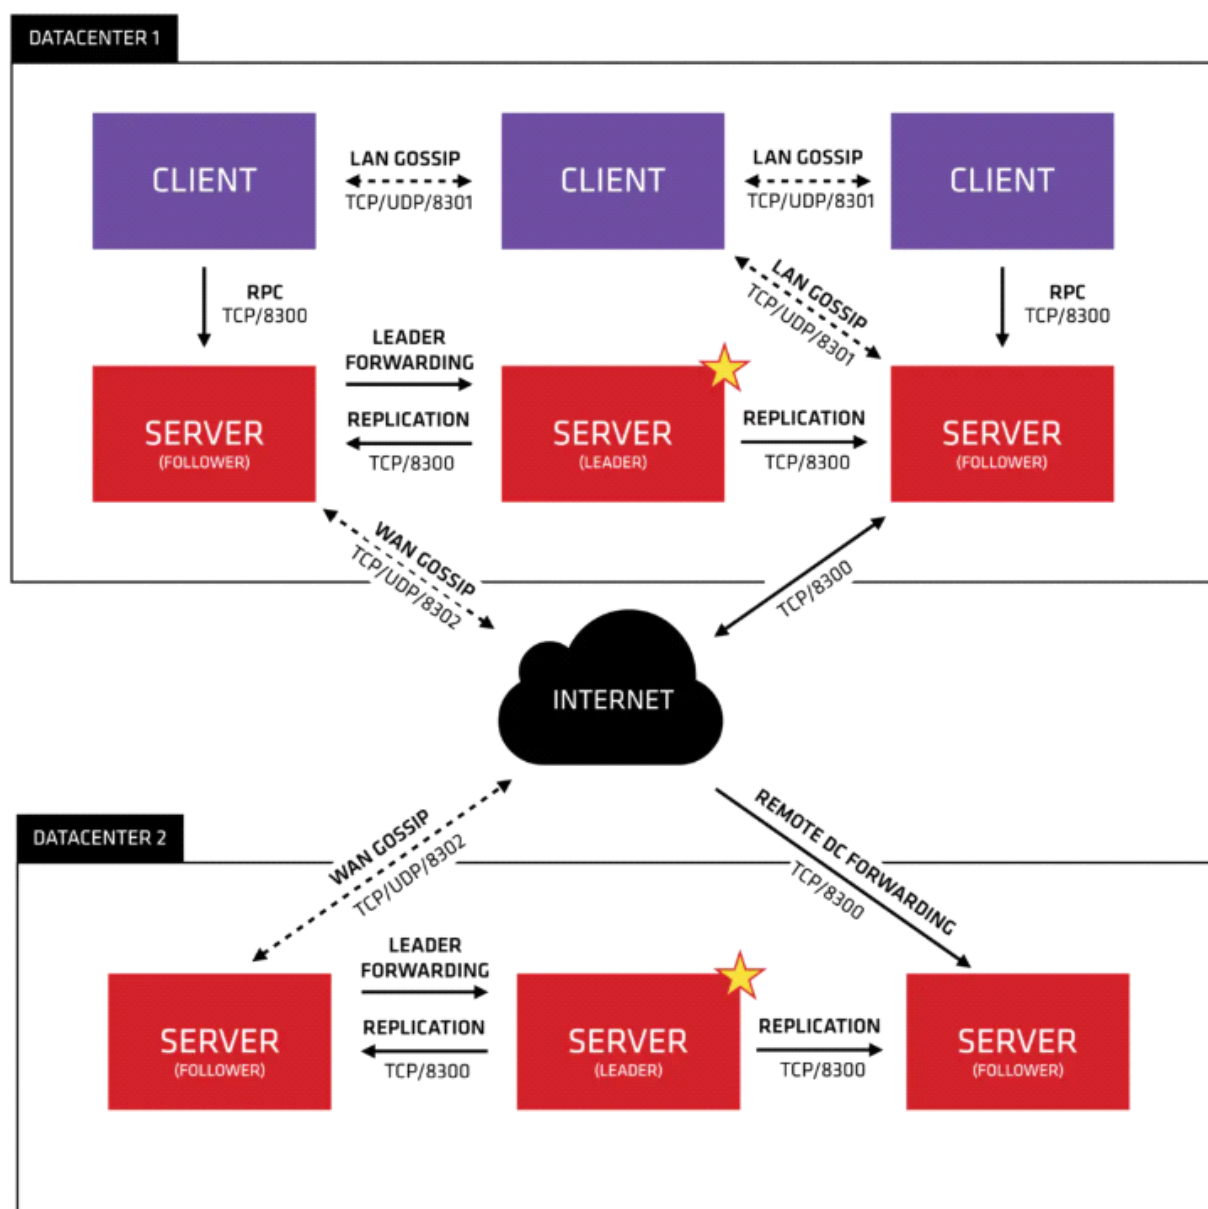 DATACENTER 1
CLIENT
LAN GOSSIP
TCP/UDP/8301
CLIENT
LAN GOSSIP
TCP/UDP/8301
CLIENT
RPC
TCP/8300
LAN GOSSIP
TCP/UDP/8301
RPC
TCP/8300
LEADER
FORWARDING
SERVER
(FOLLOWER)
REPLICATION
TCP/8300
SERVER
(LEADER)
REPLICATION
TCP/8300
SERVER
(FOLLOWER)
WAN GOSSIP
TCP/UDP/8302
TCP/8300
INTERNET
DATACENTER 2
WAN GOSSIP
TCP/UDP/8302
REMOTE DC FORWARDING
TCP/8300
LEADER
FORWARDING
SERVER
(FOLLOWER)
REPLICATION
TCP/8300
SERVER
(LEADER)
REPLICATION
TCP/8300
SERVER
(FOLLOWER)